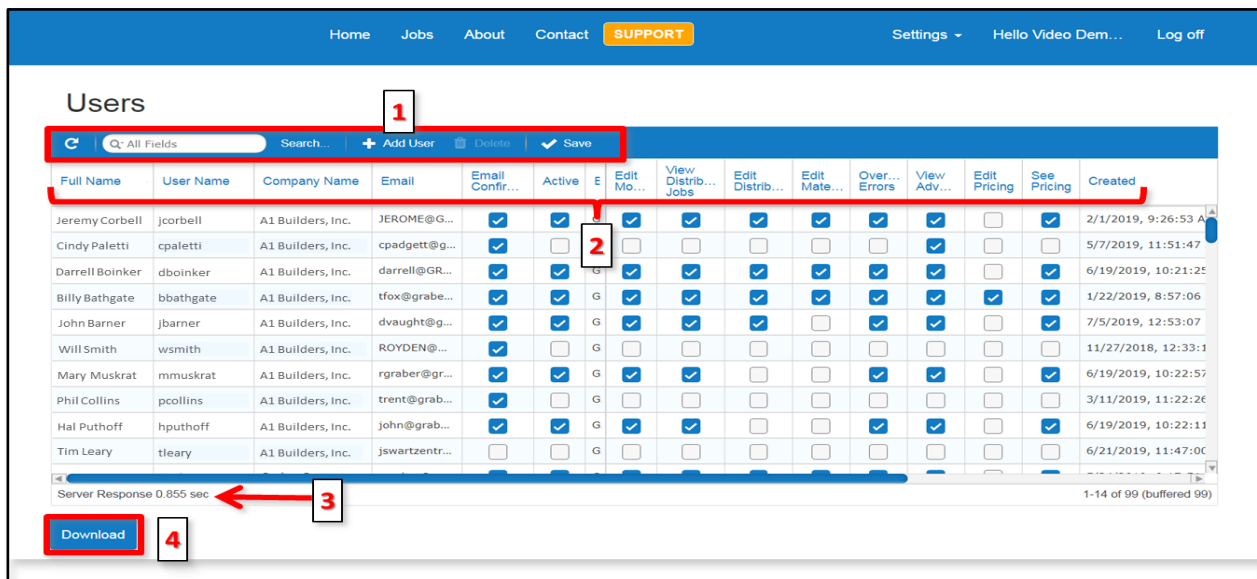 Home Jobs About Contact SUPPORT Settings Hello Video Dem... Log off
Users
1
All Fields Search... Add User Delete Save
Full Name User Name Company Name Email Email Confir... Active E Edit Mo... View Distrib... Jobs Edit Distrib... Edit Mate... Over... Errors View Adv... Edit Pricing See Pricing Created
Jeremy Corbell jcorbell A1 Builders, Inc. JEROME@G... 2/1/2019, 9:26:53 A
2
Cindy Paletti cpaletti A1 Builders, Inc. cpadgett@g... 5/7/2019, 11:51:47
Darrell Boinker dboinker A1 Builders, Inc. darrell@GR... G 6/19/2019, 10:21:25
Billy Bathgate bbathgate A1 Builders, Inc. tfox@grabe... G 1/22/2019, 8:57:06
John Barner jbarner A1 Builders, Inc. dvaught@g... G 7/5/2019, 12:53:07
Will Smith wsmith A1 Builders, Inc. ROYDEN@... G 11/27/2018, 12:33:1
Mary Muskrat mmuskrat A1 Builders, Inc. rgraber@gr... G 6/19/2019, 10:22:57
Phil Collins pcollins A1 Builders, Inc. trent@grab... G 3/11/2019, 11:22:26
Hal Puthoff hputhoff A1 Builders, Inc. john@grab... G 6/19/2019, 10:22:11
Tim Leary tleary A1 Builders, Inc. jswartzentr... G 6/21/2019, 11:47:00
Server Response 0.855 sec 3 1-14 of 99 (buffered 99)
Download 4